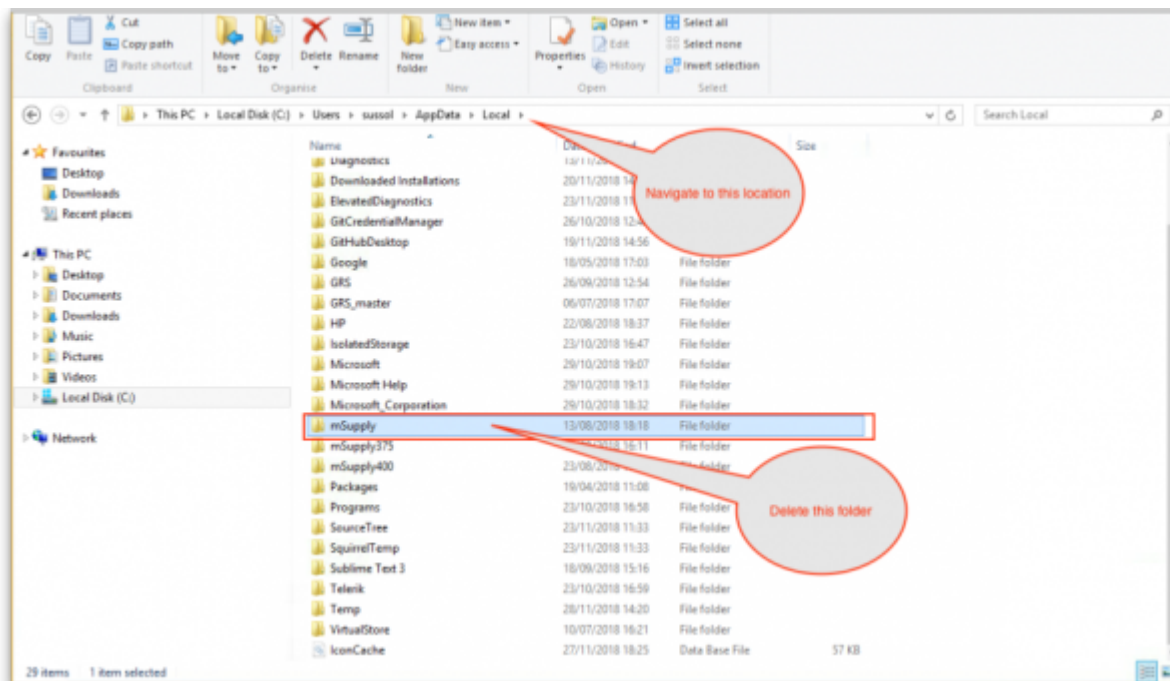 Cut
Copy path
Paste shortcut
Copy
Paste
Move to
Copy to
Delete
Rename
New folder
New item
Easy access
Properties
Open
Edit
History
Select all
Select none
Invert selection
Clipboard
Organise
New
Open
Select
This PC
Local Disk (C:)
Users
sussol
AppData
Local
Search Local
Favourites
Desktop
Downloads
Recent places
This PC
Desktop
Documents
Downloads
Music
Pictures
Videos
Local Disk (C:)
Network
Name
Size
Diagnostics
Downloaded Installations 20/11/2018
ElevatedDiagnostics 23/11/2018
GitCredentialManager 26/10/2018
GitHubDesktop 19/11/2018 14:56
Google 18/05/2018 17:03 File folder
GRS 26/09/2018 12:54 File folder
GRS_master 06/07/2018 17:07 File folder
HP 22/08/2018 18:37 File folder
IsolatedStorage 23/10/2018 16:47 File folder
Microsoft 29/10/2018 19:07 File folder
Microsoft Help 29/10/2018 19:13 File folder
Microsoft_Corporation 29/10/2018 18:32 File folder
mSupply 13/08/2018 18:18 File folder
mSupply375 16:11 File folder
mSupply400 23/08/2018 File folder
Packages 19/04/2018 11:08 File folder
Programs 23/10/2018 16:58 File folder
SourceTree 23/11/2018 11:33 File folder
SquirrelTemp 23/11/2018 11:33 File folder
Sublime Text 3 18/09/2018 15:16 File folder
Telerik 23/10/2018 16:59 File folder
Temp 28/11/2018 14:20 File folder
VirtualStore 10/07/2018 16:21 File folder
IconCache 27/11/2018 18:25 Data Base File 57 KB
Navigate to this location
Delete this folder
29 items 1 item selected